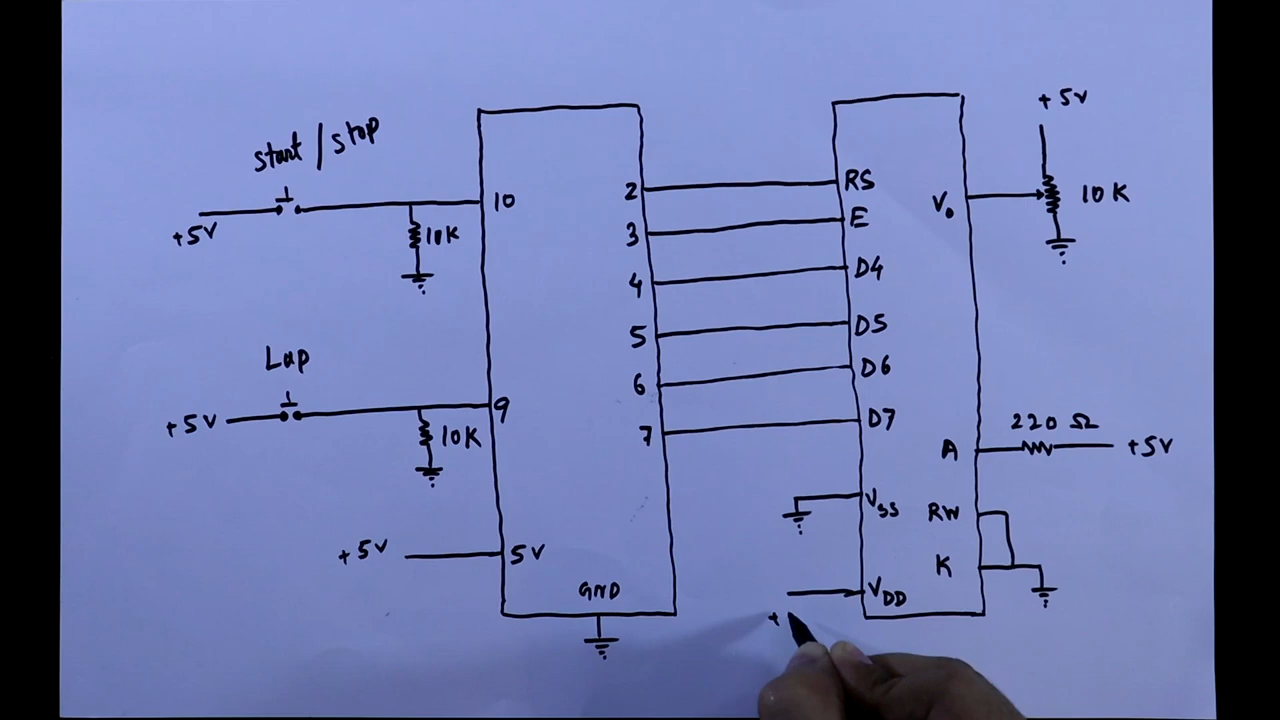 Start / Stop
+5V
10K
10
Lap
+5V
10K
9
+5V
5V
GND
2
3
4
5
6
7
RS
E
D4
D5
D6
D7
VSS
VDD
+
+5V
V0
10K
A
220 Ω
+5V
RW
K